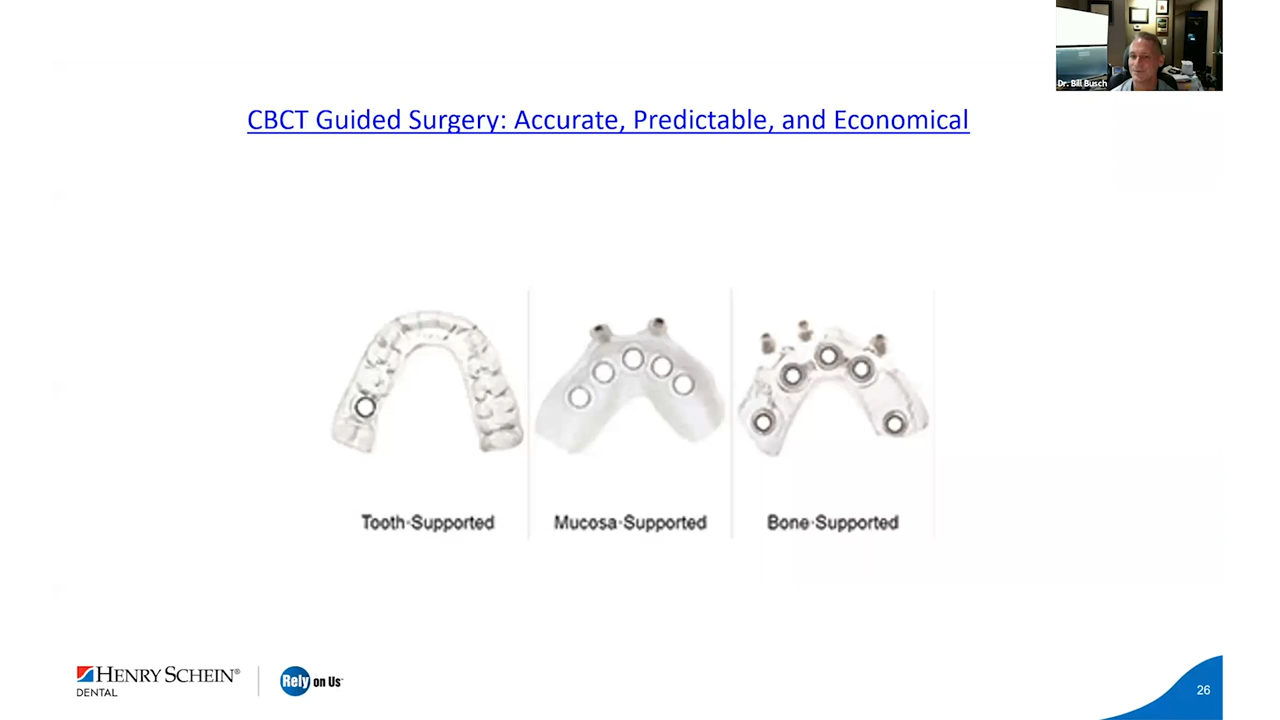 Dr. Bill Busch
CBCT Guided Surgery: Accurate, Predictable, and Economical
Tooth-Supported
Mucosa-Supported
Bone-Supported
HENRY SCHEIN®
DENTAL
Rely on Us™
26